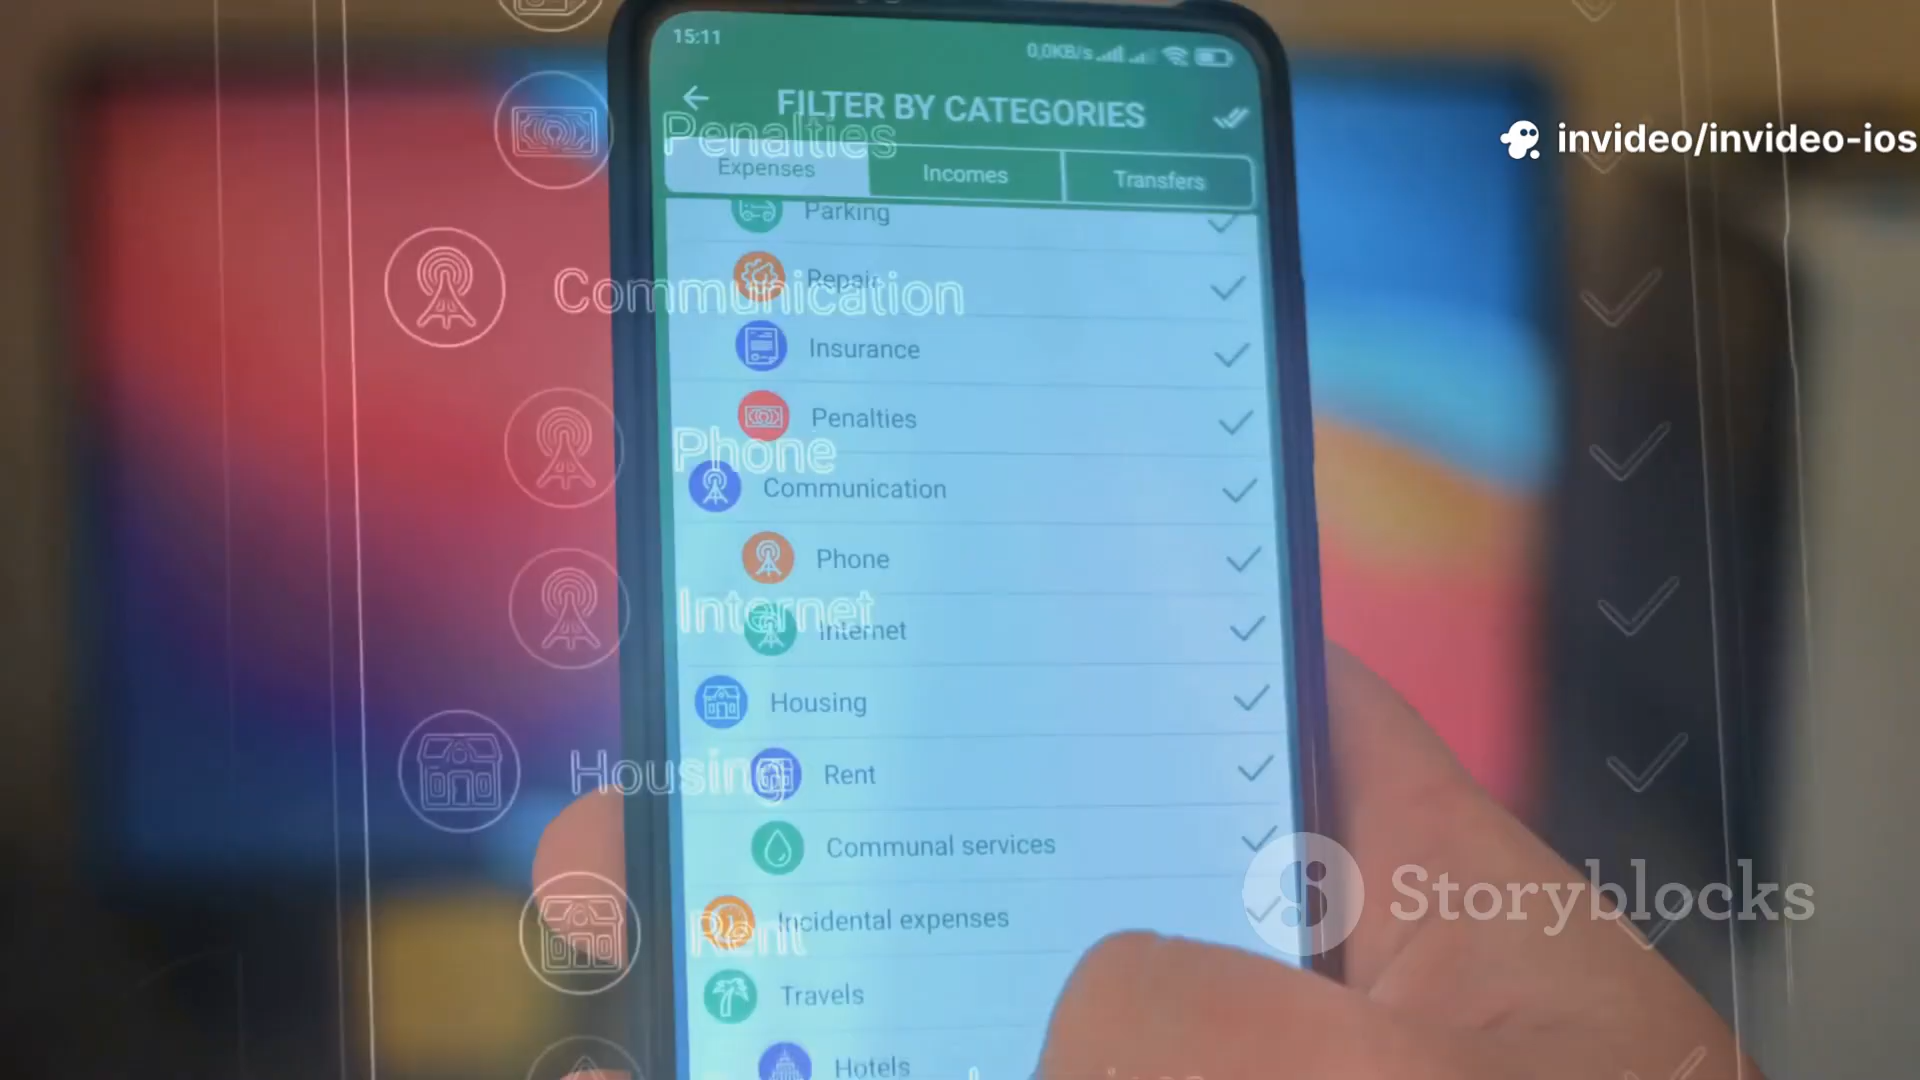 15:11
0,0KB/s
FILTER BY CATEGORIES
Penalties
Expenses
Incomes
Transfers
invideo/invideo-ios
Parking
Repair
Communication
Insurance
Penalties
Phone
Communication
Phone
Internet
Internet
Housing
Housing
Rent
Communal services
Storyblocks
Rent
Incidental expenses
Travels
Hotels